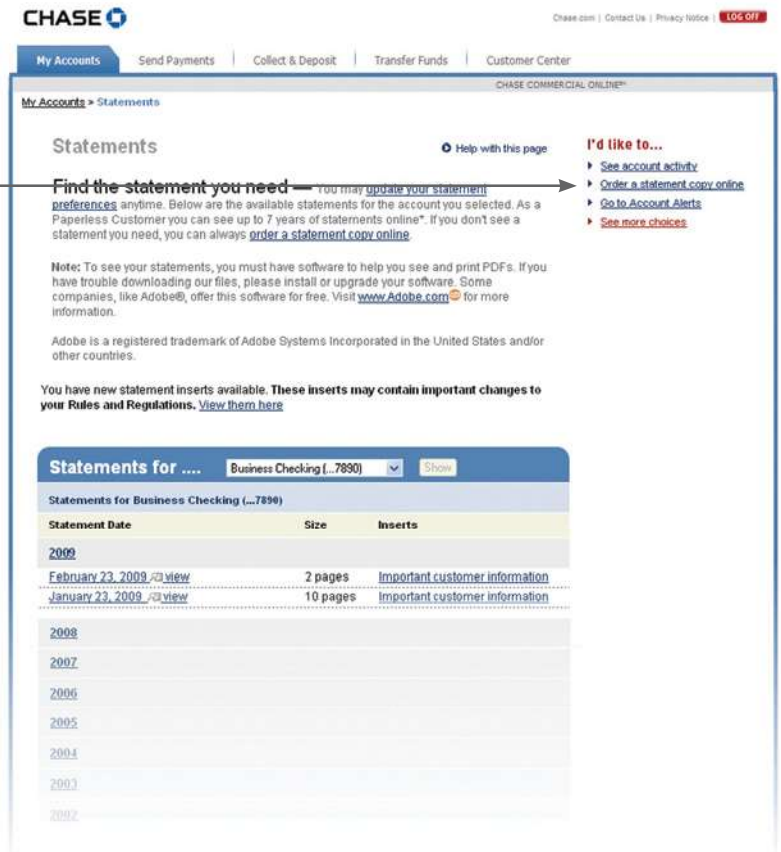 CHASE
Chase.com | Contact Us | Privacy Notice | LOG OFF
My Accounts Send Payments Collect & Deposit Transfer Funds Customer Center
CHASE COMMERCIAL ONLINE℠
My Accounts > Statements
Statements
Help with this page
Find the statement you need — You may update your statement
preferences anytime. Below are the available statements for the account you selected. As a
Paperless Customer you can see up to 7 years of statements online*. If you don't see a
statement you need, you can always order a statement copy online.
Note: To see your statements, you must have software to help you see and print PDFs. If you
have trouble downloading our files, please install or upgrade your software. Some
companies, like Adobe®, offer this software for free. Visit www.Adobe.com for more
information.
Adobe is a registered trademark of Adobe Systems Incorporated in the United States and/or
other countries.
You have new statement inserts available. These inserts may contain important changes to
your Rules and Regulations. View them here
I'd like to...
See account activity
Order a statement copy online
Go to Account Alerts
See more choices
Statements for .... Business Checking (...7890) Show
Statements for Business Checking (...7890)
Statement Date Size Inserts
2009
February 23, 2009 view 2 pages Important customer information
January 23, 2009 view 10 pages Important customer information
2008
2007
2006
2005
2004
2003
2002